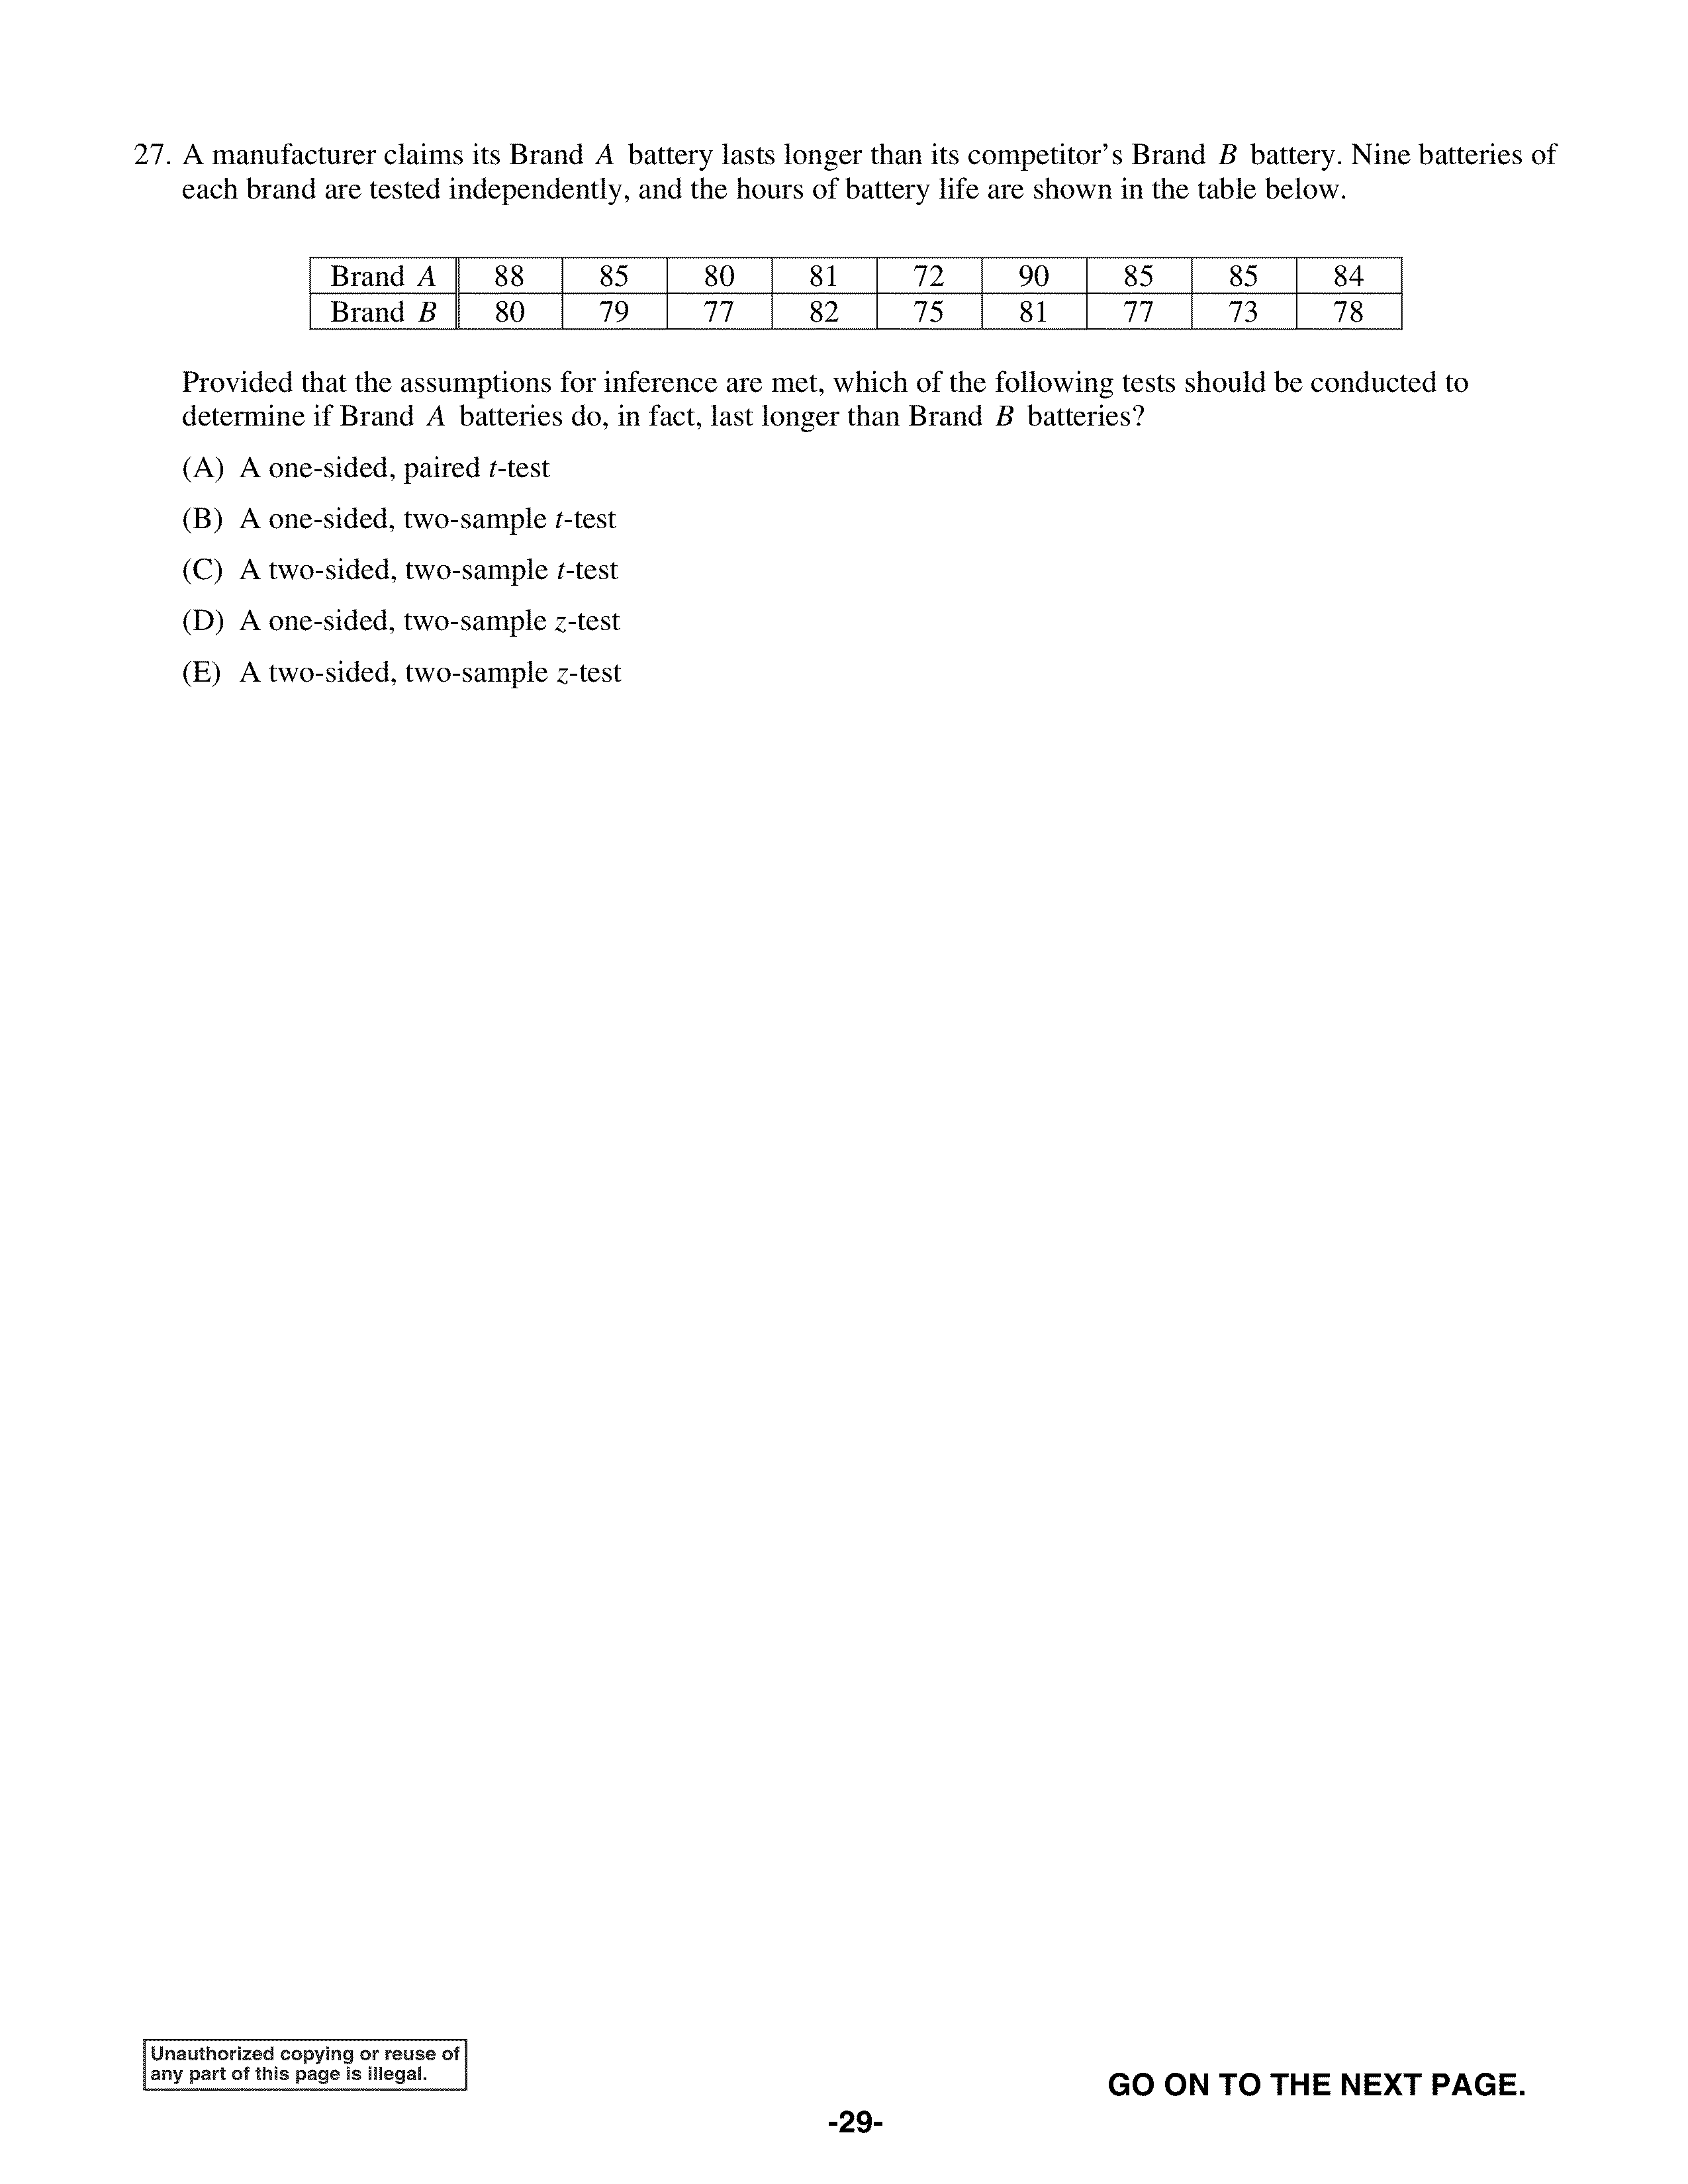 27. A manufacturer claims its Brand A battery lasts longer than its competitor's Brand B battery. Nine batteries of
each brand are tested independently, and the hours of battery life are shown in the table below.
Brand A 88 85 80 81 72 90 85 85 84
Brand B 80 79 77 82 75 81 77 73 78
Provided that the assumptions for inference are met, which of the following tests should be conducted to
determine if Brand A batteries do, in fact, last longer than Brand B batteries?
(A) A one-sided, paired t-test
(B) A one-sided, two-sample t-test
(C) A two-sided, two-sample t-test
(D) A one-sided, two-sample z-test
(E) A two-sided, two-sample z-test
Unauthorized copying or reuse of
any part of this page is illegal.
GO ON TO THE NEXT PAGE.
-29-